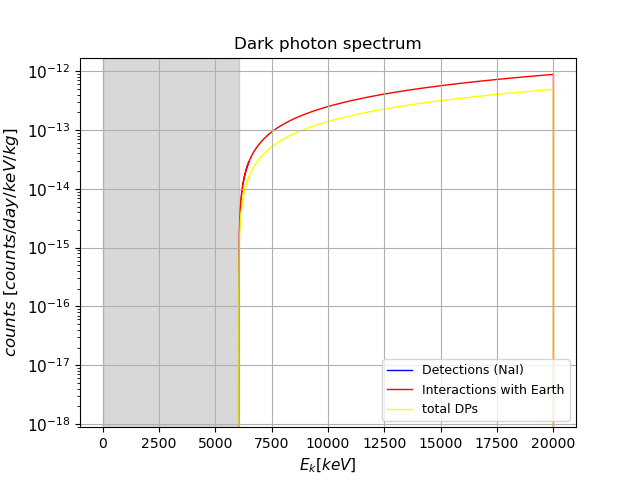 Dark photon spectrum
counts [counts/day/keV/kg]
10⁻¹²
10⁻¹³
10⁻¹⁴
10⁻¹⁵
10⁻¹⁶
10⁻¹⁷
10⁻¹⁸
Detections (NaI)
Interactions with Earth
total DPs
0 2500 5000 7500 10000 12500 15000 17500 20000
Eₖ[keV]